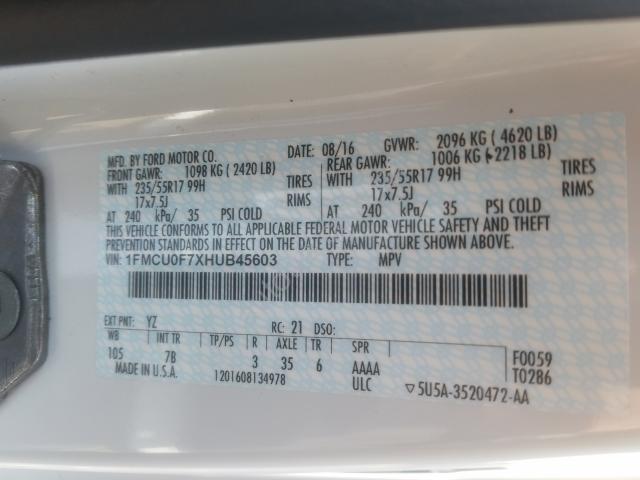 MFD. BY FORD MOTOR CO. DATE: 08/16 GVWR: 2096 KG ( 4620 LB)
FRONT GAWR: 1098 KG ( 2420 LB) REAR GAWR: 1006 KG ( 2218 LB)
WITH 235/55R17 99H TIRES WITH 235/55R17 99H TIRES
17x7.5J RIMS 17x7.5J RIMS
AT 240 kPa/ 35 PSI COLD AT 240 kPa/ 35 PSI COLD
THIS VEHICLE CONFORMS TO ALL APPLICABLE FEDERAL MOTOR VEHICLE SAFETY AND THEFT
PREVENTION STANDARDS IN EFFECT ON THE DATE OF MANUFACTURE SHOWN ABOVE.
1FMCU0F7XHUB45603 TYPE: MPV
EXT PNT: YZ RC: 21 DSO:
WB INT TR TP/PS R AXLE TR SPR
105 7B 3 35 6 AAAA F0059
MADE IN U.S.A. 1201608134978 ULC T0286
▽5U5A-3520472-AA